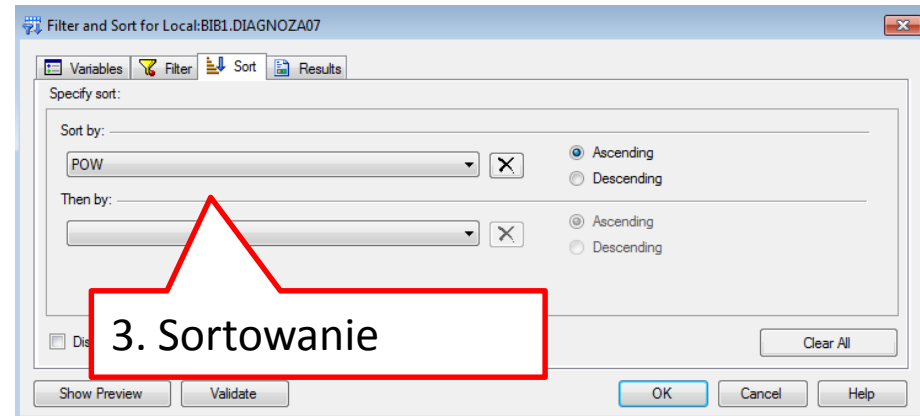 Filter and Sort for Local:BIB1.DIAGNOZA07
Variables Filter Sort Results
Specify sort:
Sort by:
POW
Ascending
Descending
Then by:
Ascending
Descending
3. Sortowanie
Clear All
Show Preview Validate OK Cancel Help